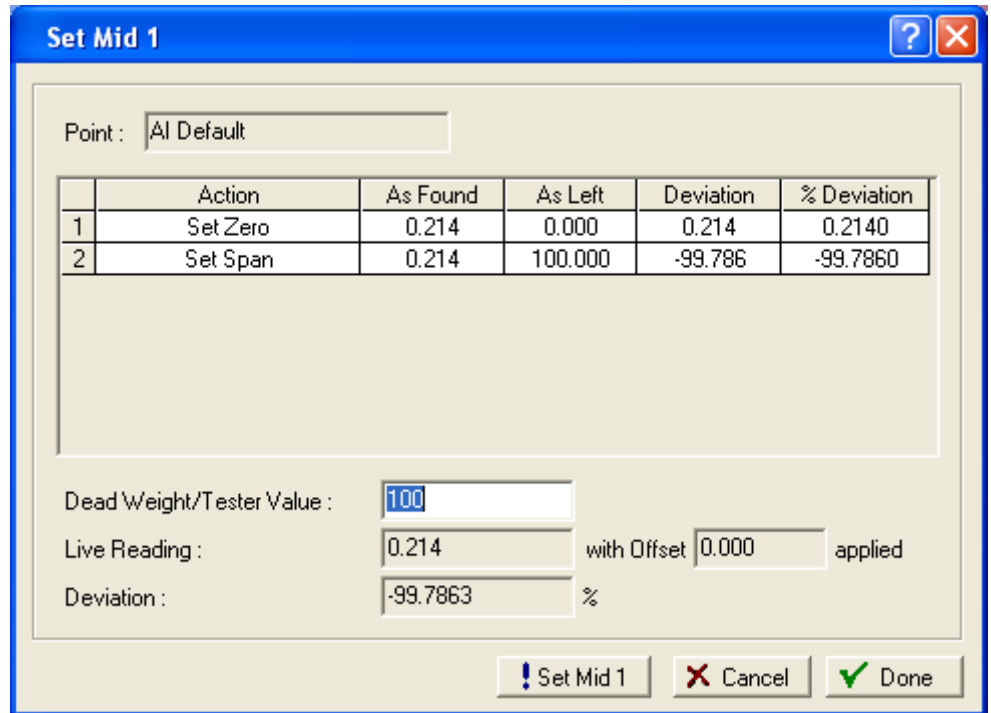 Set Mid 1
Point : AI Default
Action As Found As Left Deviation % Deviation
1 Set Zero 0.214 0.000 0.214 0.2140
2 Set Span 0.214 100.000 -99.786 -99.7860
Dead Weight/Tester Value : 100
Live Reading : 0.214 with Offset 0.000 applied
Deviation : -99.7863 %
! Set Mid 1 Cancel Done